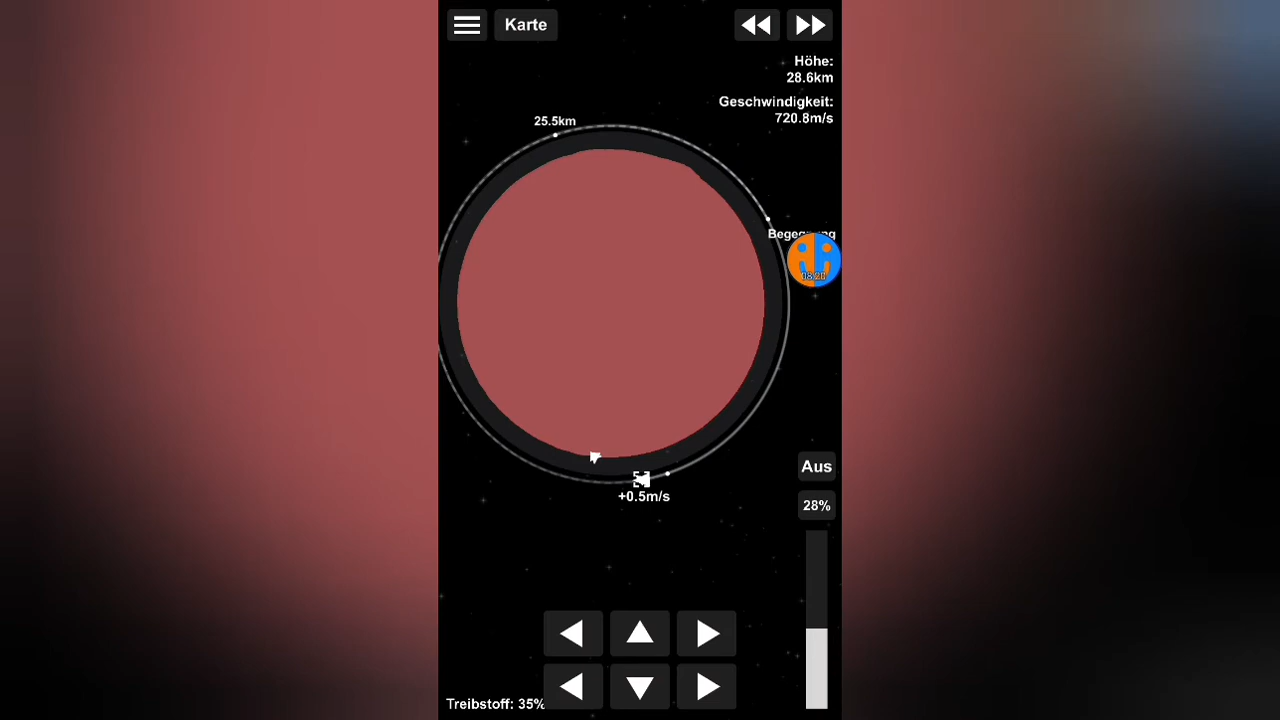 Karte
Höhe:
28.6km
Geschwindigkeit:
720.8m/s
25.5km
+0.5m/s
Aus
28%
Treibstoff: 35%